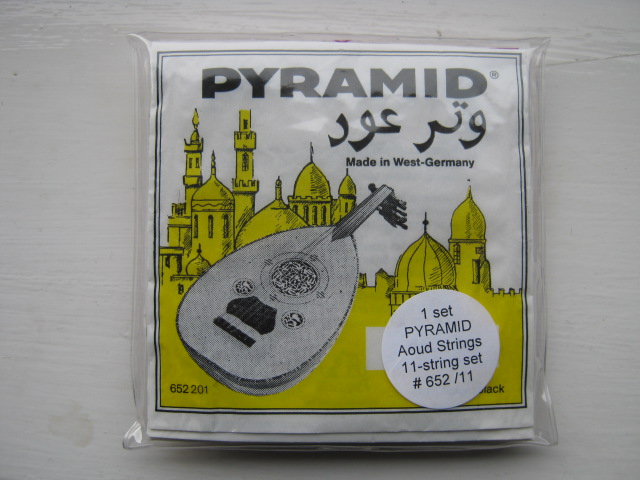 PYRAMID®
وتر عود
Made in West-Germany
1 set
PYRAMID
Aoud Strings
11-string set
# 652 /11
652 201
lack